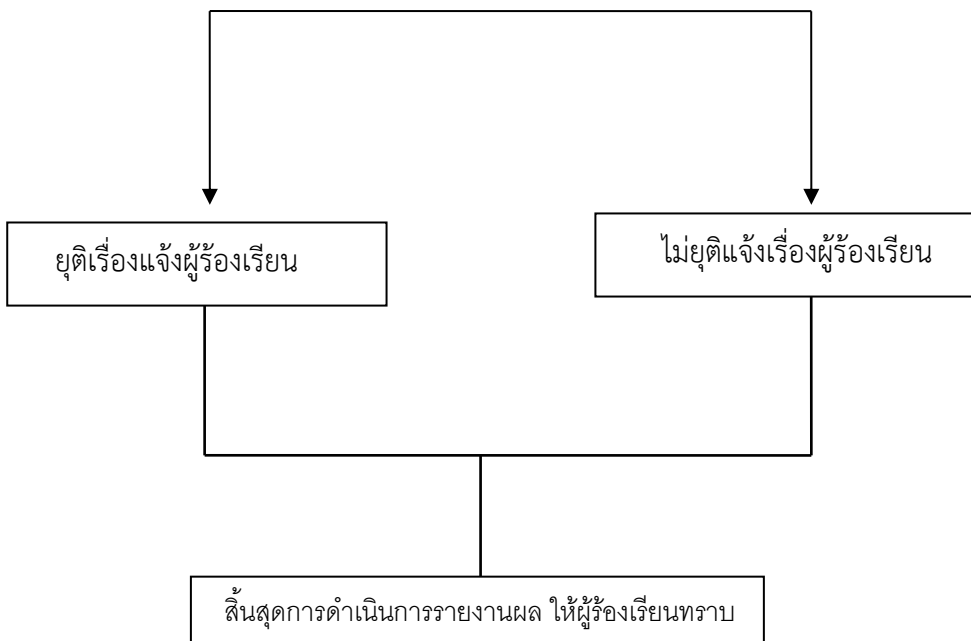 ยุติเรื่องแจ้งผู้ร้องเรียน
ไม่ยุติแจ้งเรื่องผู้ร้องเรียน
สิ้นสุดการดำเนินการรายงานผล ให้ผู้ร้องเรียนทราบ